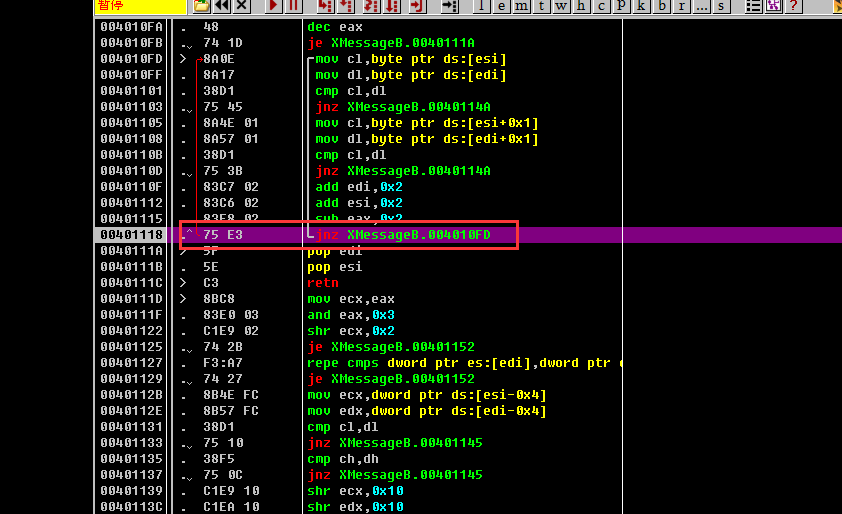 暂停 l e m t w h c p k b r ... s ?
004010FA . 48 dec eax
004010FB . 74 1D je XMessageB.0040111A
004010FD > 8A0E mov cl,byte ptr ds:[esi]
004010FF . 8A17 mov dl,byte ptr ds:[edi]
00401101 . 38D1 cmp cl,dl
00401103 . 75 45 jnz XMessageB.0040114A
00401105 . 8A4E 01 mov cl,byte ptr ds:[esi+0x1]
00401108 . 8A57 01 mov dl,byte ptr ds:[edi+0x1]
0040110B . 38D1 cmp cl,dl
0040110D . 75 3B jnz XMessageB.0040114A
0040110F . 83C7 02 add edi,0x2
00401112 . 83C6 02 add esi,0x2
00401115 . 83E8 02 sub eax,0x2
00401118 .^ 75 E3 jnz XMessageB.004010FD
0040111A > 5F pop edi
0040111B . 5E pop esi
0040111C > C3 retn
0040111D > 8BC8 mov ecx,eax
0040111F . 83E0 03 and eax,0x3
00401122 . C1E9 02 shr ecx,0x2
00401125 . 74 2B je XMessageB.00401152
00401127 . F3:A7 repe cmps dword ptr es:[edi],dword ptr
00401129 . 74 27 je XMessageB.00401152
0040112B . 8B4E FC mov ecx,dword ptr ds:[esi-0x4]
0040112E . 8B57 FC mov edx,dword ptr ds:[edi-0x4]
00401131 . 38D1 cmp cl,dl
00401133 . 75 10 jnz XMessageB.00401145
00401135 . 38F5 cmp ch,dh
00401137 . 75 0C jnz XMessageB.00401145
00401139 . C1E9 10 shr ecx,0x10
0040113C . C1EA 10 shr edx,0x10